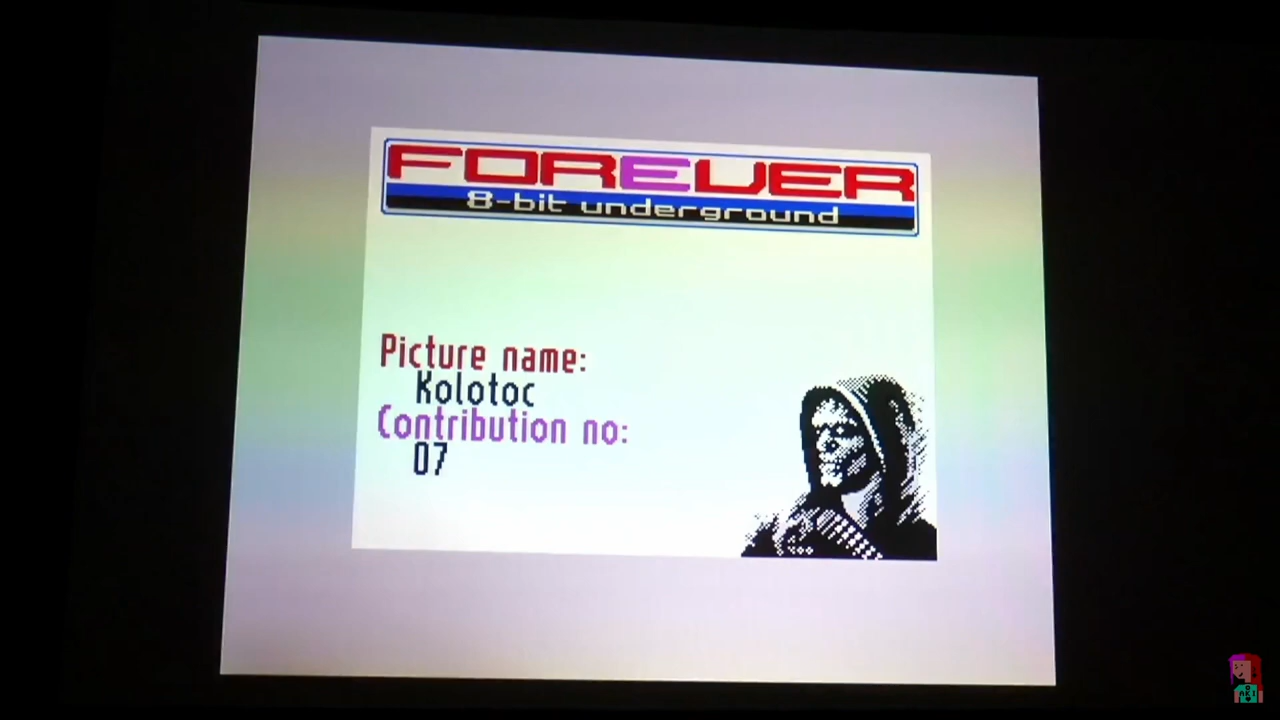 FOREVER
8-bit underground
Picture name:
Kolotoc
Contribution no:
07